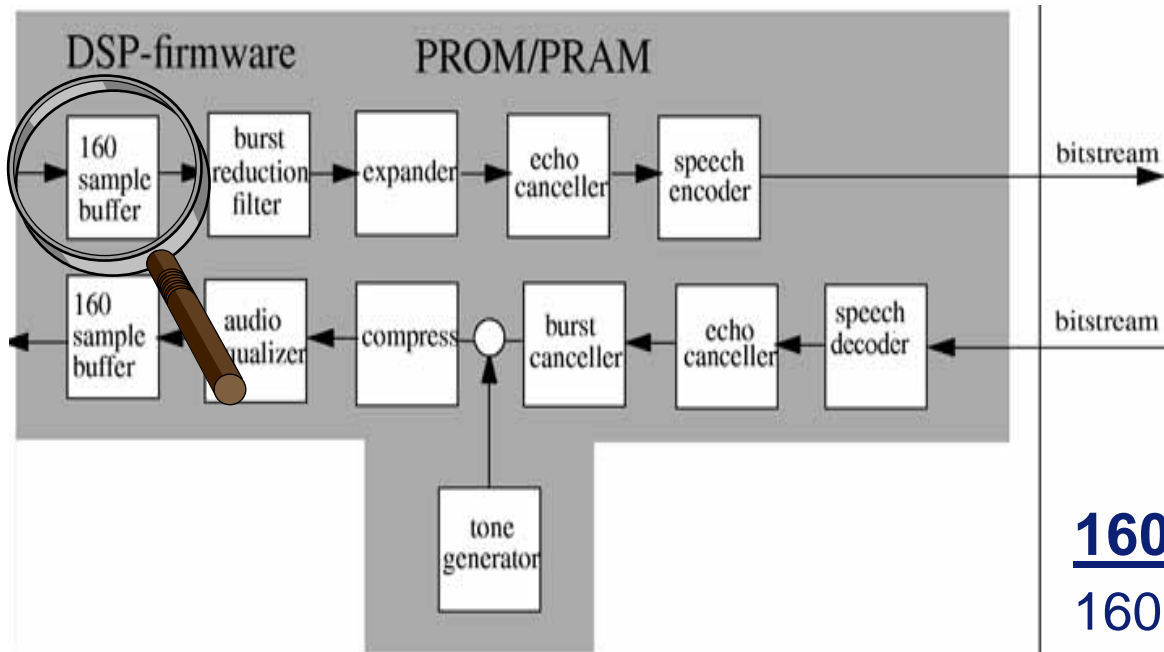 DSP-firmware
PROM/PRAM
160
sample
buffer
burst
reduction
filter
expander
echo
canceller
speech
encoder
bitstream
160
sample
buffer
audio
qualizer
compress
burst
canceller
echo
canceller
speech
decoder
bitstream
tone
generator
160
160